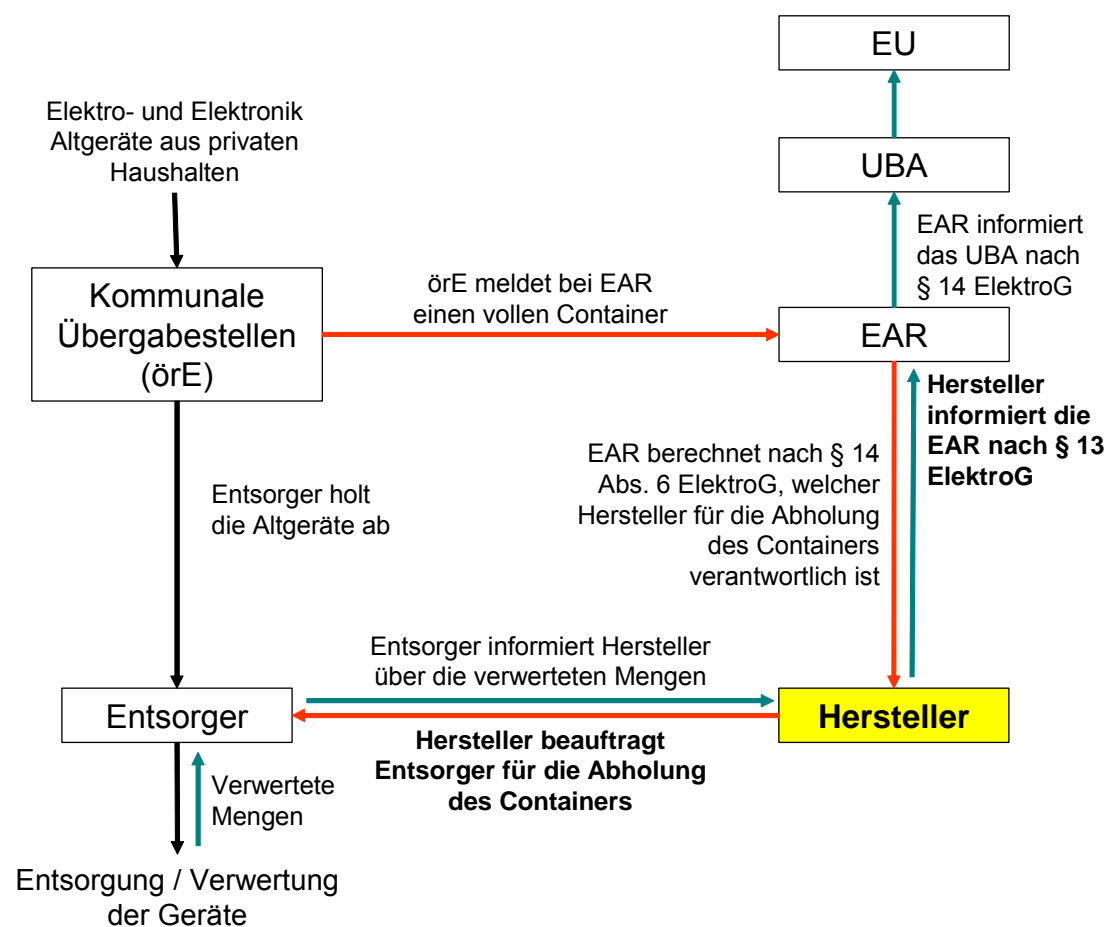 EU
Elektro- und Elektronik
Altgeräte aus privaten
Haushalten
UBA
EAR informiert
das UBA nach
§ 14 ElektroG
Kommunale
Übergabestellen
(örE)
örE meldet bei EAR
einen vollen Container
EAR
Hersteller
informiert die
EAR nach § 13
ElektroG
EAR berechnet nach § 14
Abs. 6 ElektroG, welcher
Hersteller für die Abholung
des Containers
verantwortlich ist
Entsorger holt
die Altgeräte ab
Entsorger informiert Hersteller
über die verwerteten Mengen
Entsorger
Hersteller
Hersteller beauftragt
Entsorger für die Abholung
des Containers
Verwertete
Mengen
Entsorgung / Verwertung
der Geräte